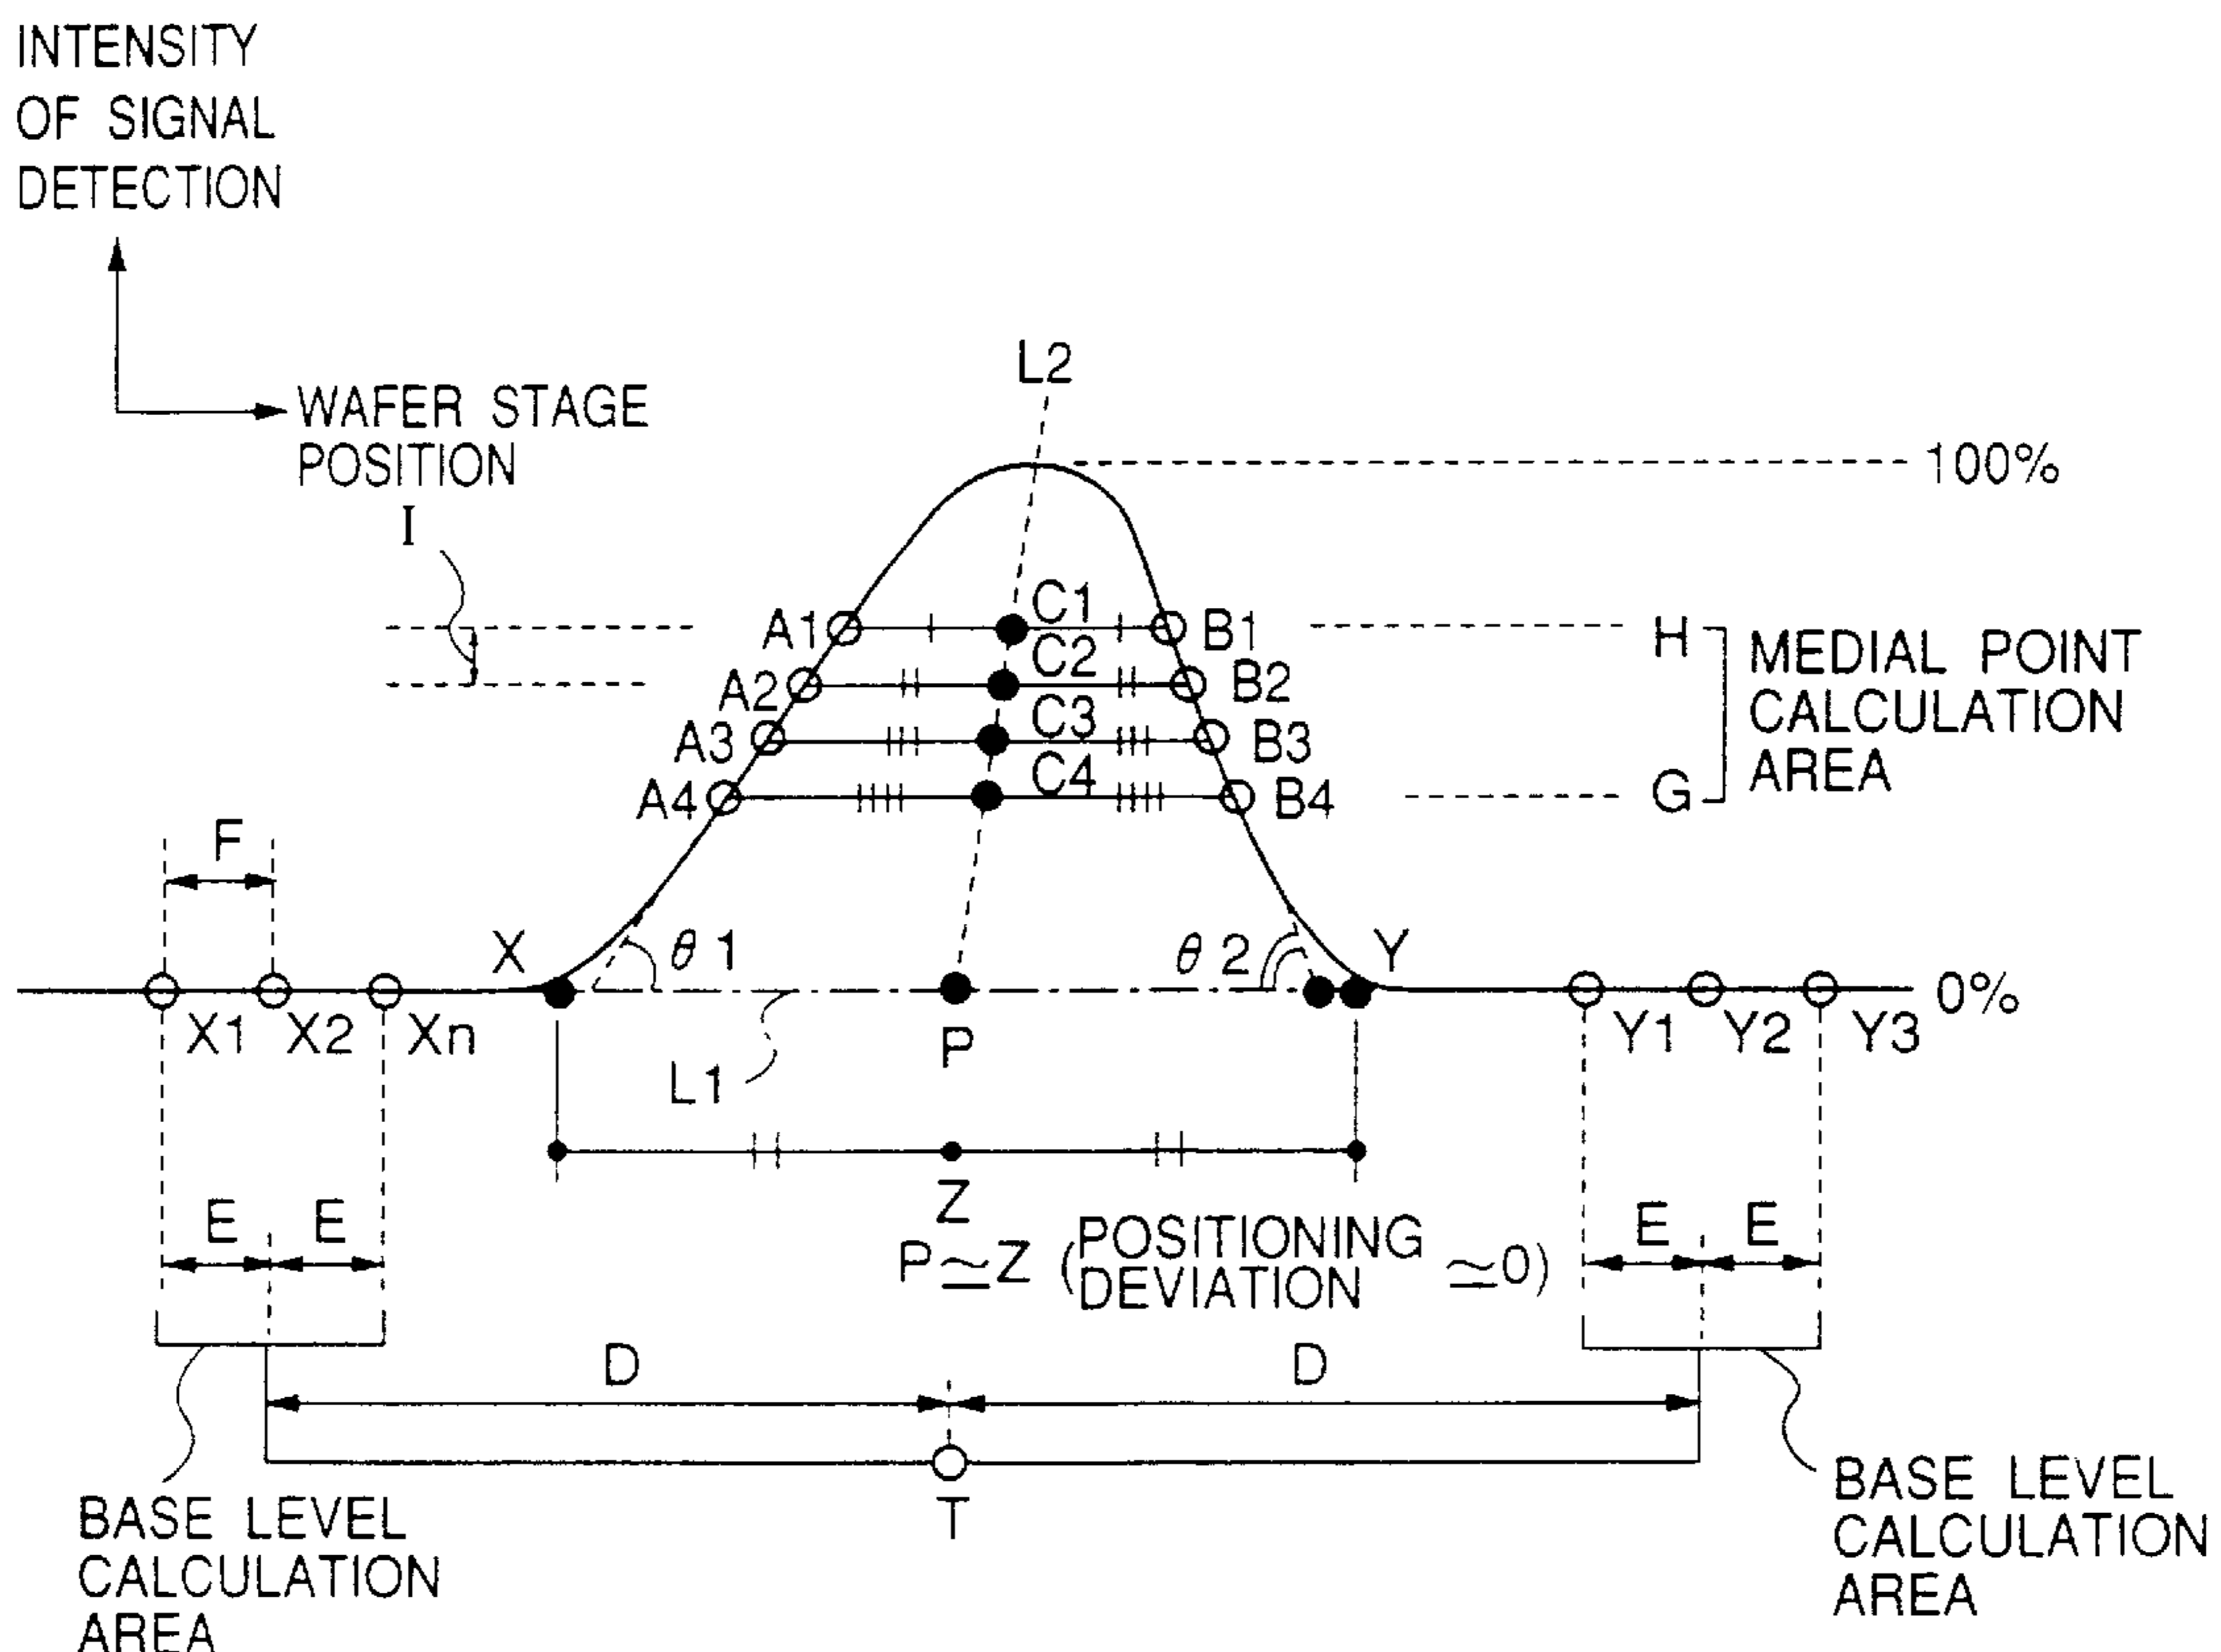 INTENSITY
OF SIGNAL
DETECTION
WAFER STAGE
POSITION
I
L2
100%
A1
C1
B1
H
A2
C2
B2
MEDIAL POINT
CALCULATION
AREA
A3
C3
B3
A4
C4
B4
G
F
X
θ1
θ2
Y
0%
X1
X2
Xn
P
Y1
Y2
Y3
L1
Z
E
E
P≃Z (POSITIONING
DEVIATION ≃0)
E
E
D
D
T
BASE LEVEL
CALCULATION
AREA
BASE LEVEL
CALCULATION
AREA